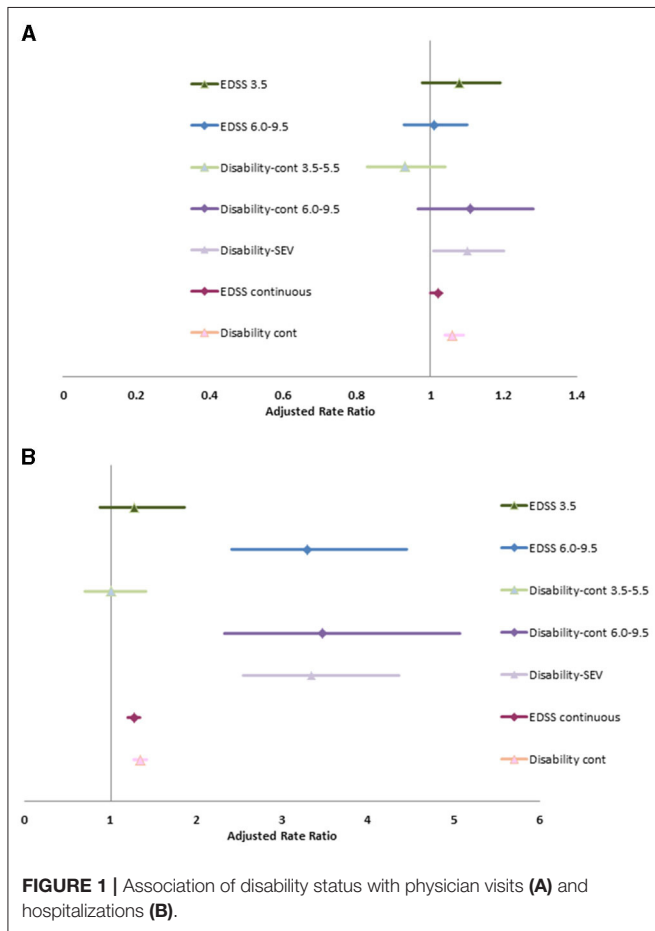 A
EDSS 3.5
EDSS 6.0-9.5
Disability-cont 3.5-5.5
Disability-cont 6.0-9.5
Disability-SEV
EDSS continuous
Disability cont
0 0.2 0.4 0.6 0.8 1 1.2 1.4
Adjusted Rate Ratio
B
EDSS 3.5
EDSS 6.0-9.5
Disability-cont 3.5-5.5
Disability-cont 6.0-9.5
Disability-SEV
EDSS continuous
Disability cont
0 1 2 3 4 5 6
Adjusted Rate Ratio
FIGURE 1 | Association of disability status with physician visits (A) and
hospitalizations (B).